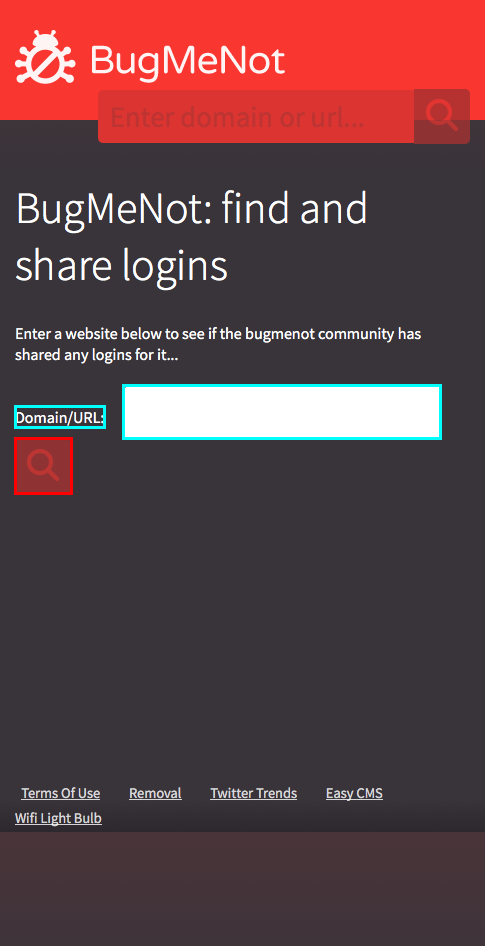 BugMeNot
Enter domain or url...
BugMeNot: find and
share logins
Enter a website below to see if the bugmenot community has
shared any logins for it...
Domain/URL:
Terms Of Use Removal Twitter Trends Easy CMS
Wifi Light Bulb